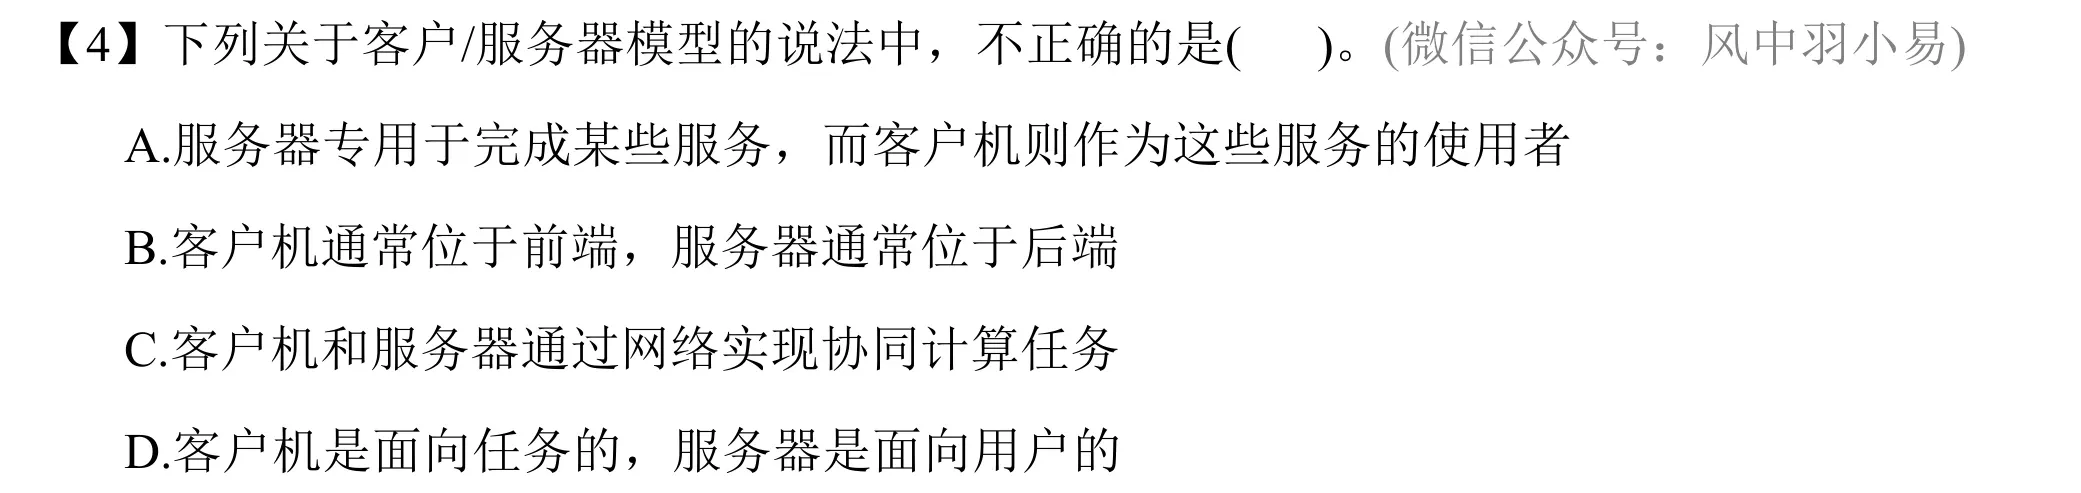 【4】下列关于客户/服务器模型的说法中，不正确的是(    )。(微信公众号：风中羽小易)
A.服务器专用于完成某些服务，而客户机则作为这些服务的使用者
B.客户机通常位于前端，服务器通常位于后端
C.客户机和服务器通过网络实现协同计算任务
D.客户机是面向任务的，服务器是面向用户的